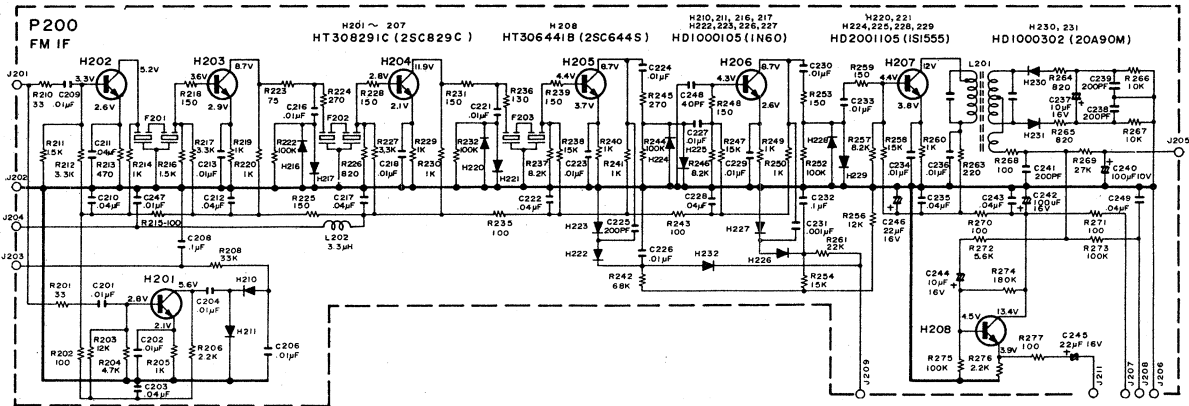 P200
FM IF
H201 ~ 207
HT308291C (2SC829C)
H208
HT306441B (2SC644S)
H210, 211, 216, 217
H222, 223, 226, 227
HD1000105 (IN60)
H220, 221
H224, 225, 228, 229
HD2001105 (ISI555)
H230, 231
HD1000302 (20A90M)
J201
R210
33
C209
.01µF
3.3V
H202
5.2V
2.6V
R211
1.5K
R212
3.3K
C211
.04µF
R213
470
R214
1K
F201
R216
1.5K
R218
150
3.6V
H203
8.7V
2.9V
R217
3.3K
C213
.01µF
R219
1K
R220
1K
R223
75
C216
.01µF
R224
270
R222
100K
H216
H217
F202
R226
820
R228
150
2.8V
H204
11.9V
2.1V
R227
3.3K
C218
.01µF
R229
1K
R230
1K
R231
150
C221
.01µF
R236
130
R232
100K
H220
H221
F203
R237
8.2K
R239
150
4.4V
H205
8.7V
3.7V
R238
15K
C223
.01µF
R240
1K
R241
1K
C224
.01µF
R245
270
R244
100K
H224
C248
40PF
C227
.01µF
H225
R246
8.2K
R248
150
H206
8.7V
2.6V
R247
15K
C229
.01µF
R249
1K
R250
1K
C230
.01µF
R253
150
H228
R252
100K
H229
R259
150
C233
.01µF
R257
8.2K
4.4V
H207
12V
3.8V
R258
15K
C234
.01µF
R260
1K
C236
.01µF
R263
220
L201
H230
H231
R264
820
C237
10µF
16V
R265
820
C239
200PF
C238
200PF
R266
10K
R267
10K
J205
R268
100
C241
200PF
R269
27K
C240
100µF 10V
J202
C210
.04µF
C247
.01µF
R215-100
C212
.04µF
R225
150
C217
.04µF
C222
.04µF
R235
100
H223
C225
200PF
C228
.04µF
R243
100
H227
C232
.1µF
C231
.001µF
R256
12K
C246
22µF
16V
C235
.04µF
C243
.04µF
C242
100µF
16V
C249
.04µF
J204
L202
3.3µH
J203
C208
.1µF
R208
33K
H222
C226
.01µF
R242
68K
H232
H226
R261
22K
R254
15K
R270
100
R271
100
R272
5.6K
R273
100K
R201
33
C201
.01µF
H201
5.6V
2.8V
2.1V
C204
.01µF
H210
H211
C206
.01µF
R202
100
R203
12K
R204
4.7K
C202
.01µF
R205
1K
R206
2.2K
C203
.04µF
C244
10µF
16V
R274
180K
4.5V
H208
13.4V
3.9V
R275
100K
R276
2.2K
R277
100
C245
22µF 16V
J209
J211
J207
J208
J206